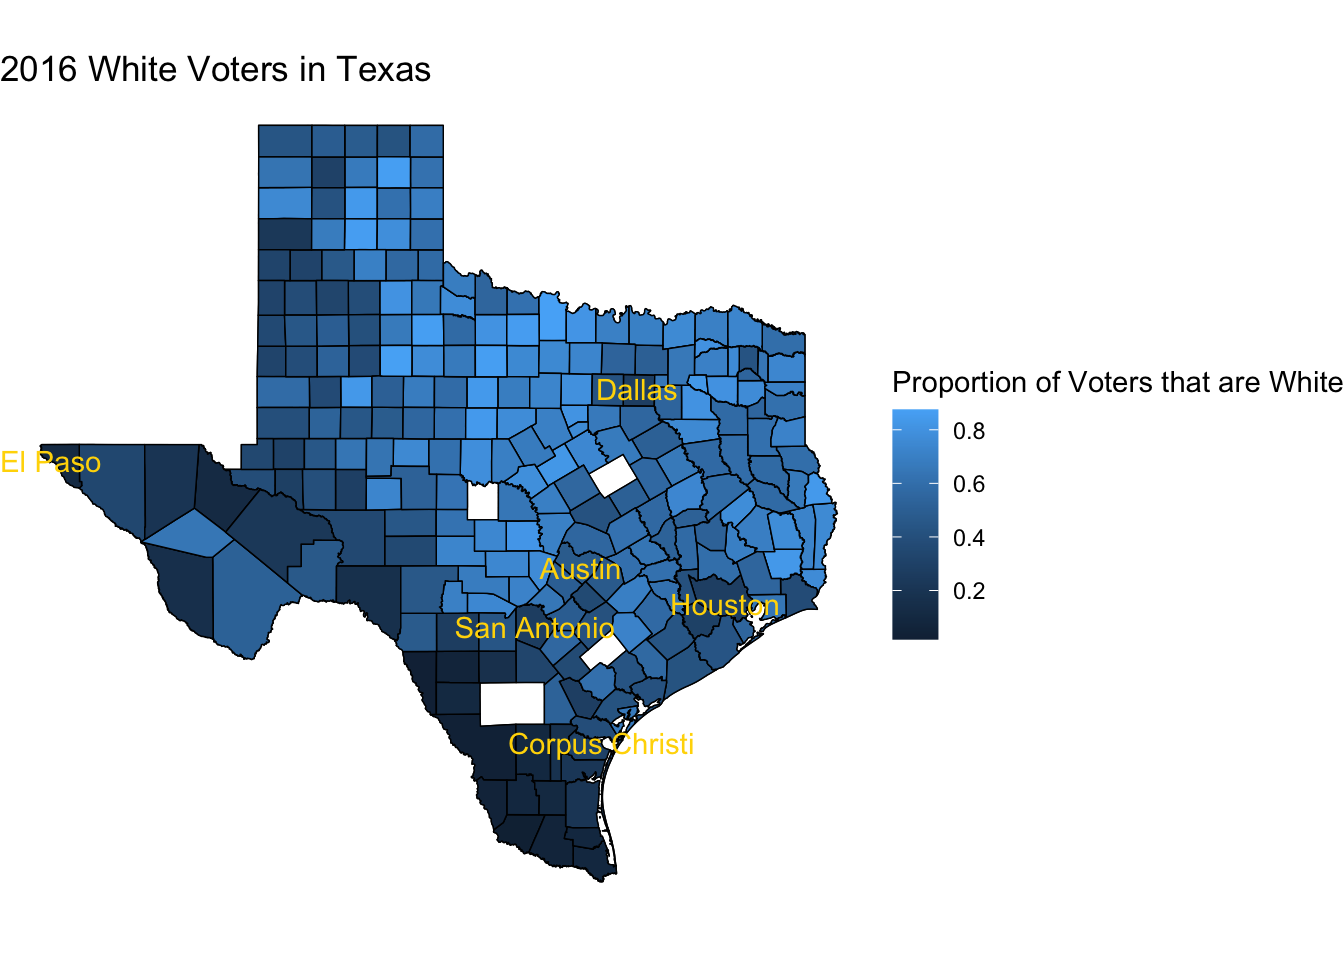 2016 White Voters in Texas
Proportion of Voters that are White
0.8
0.6
0.4
0.2
Dallas
El Paso
Austin
Houston
San Antonio
Corpus Christi